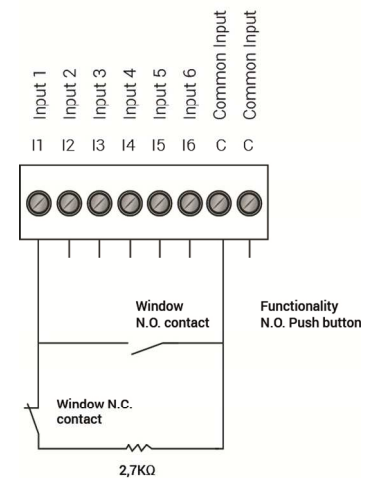 Input 1
Input 2
Input 3
Input 4
Input 5
Input 6
Common Input
Common Input
I1 I2 I3 I4 I5 I6 C C
Window
N.O. contact
Functionality
N.O. Push button
Window N.C.
contact
2,7KΩ